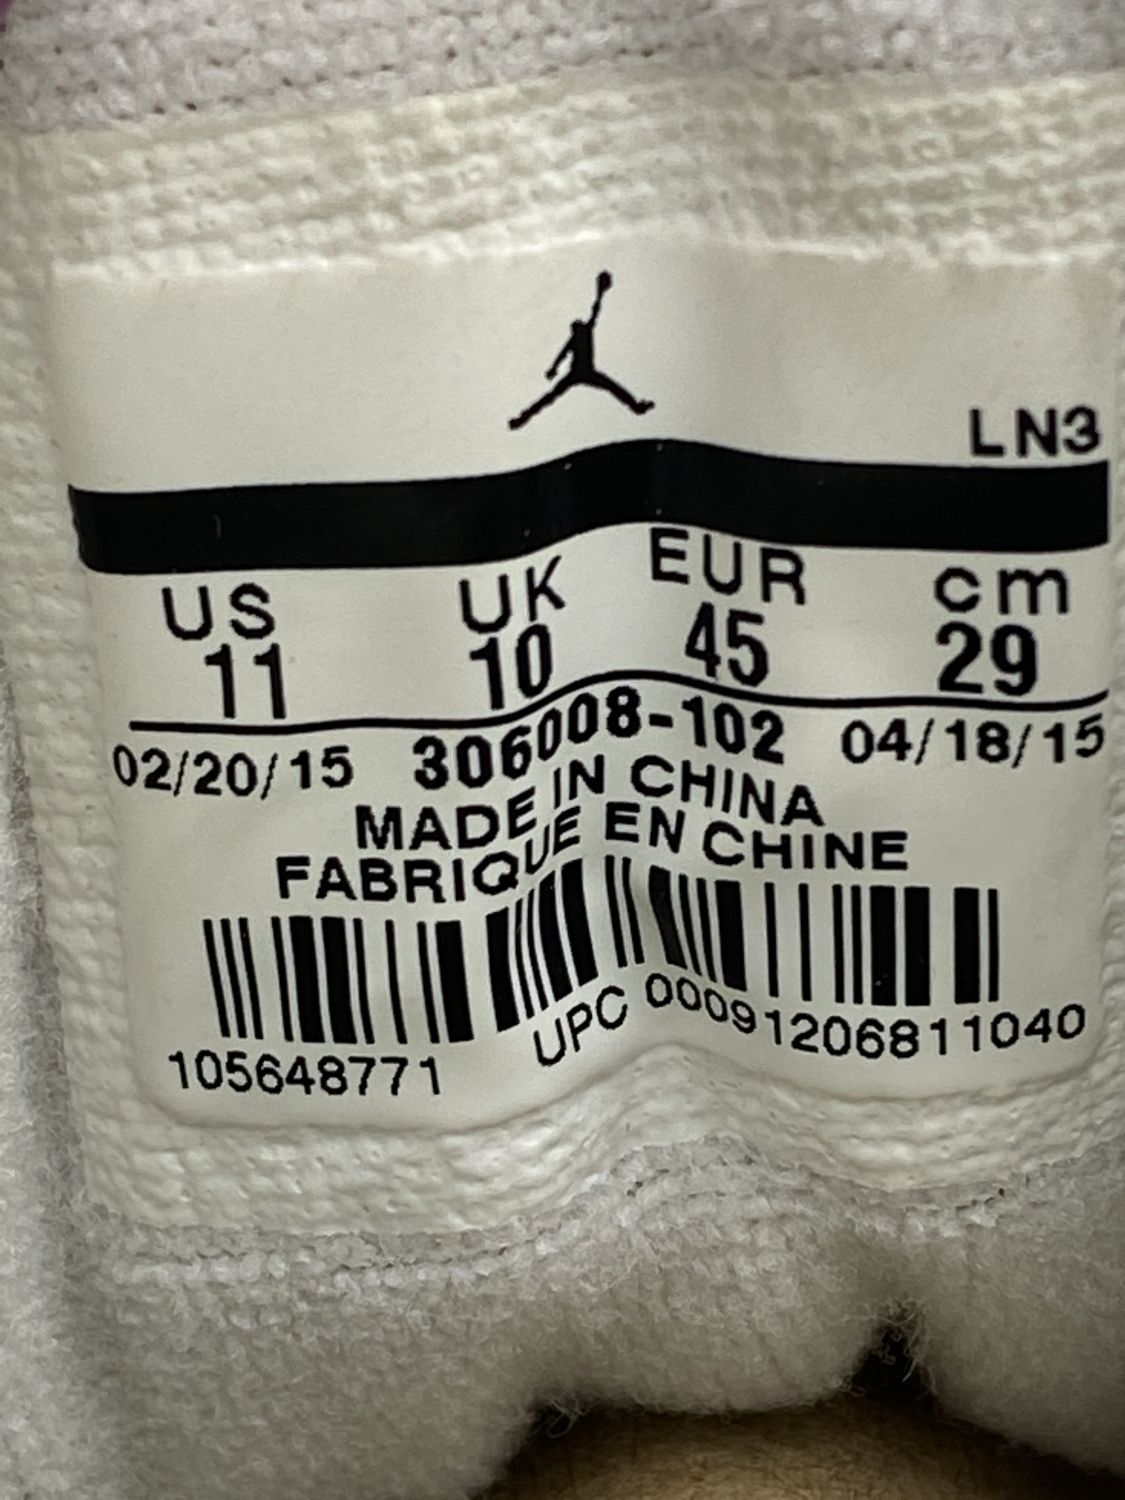 LN3
US UK EUR cm
11 10 45 29
02/20/15 306008-102 04/18/15
MADE IN CHINA
FABRIQUE EN CHINE
105648771 UPC 00091206811040